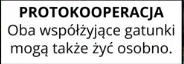 PROTOKOOPERACJA
Oba współżyjące gatunki
mogą także żyć osobno.